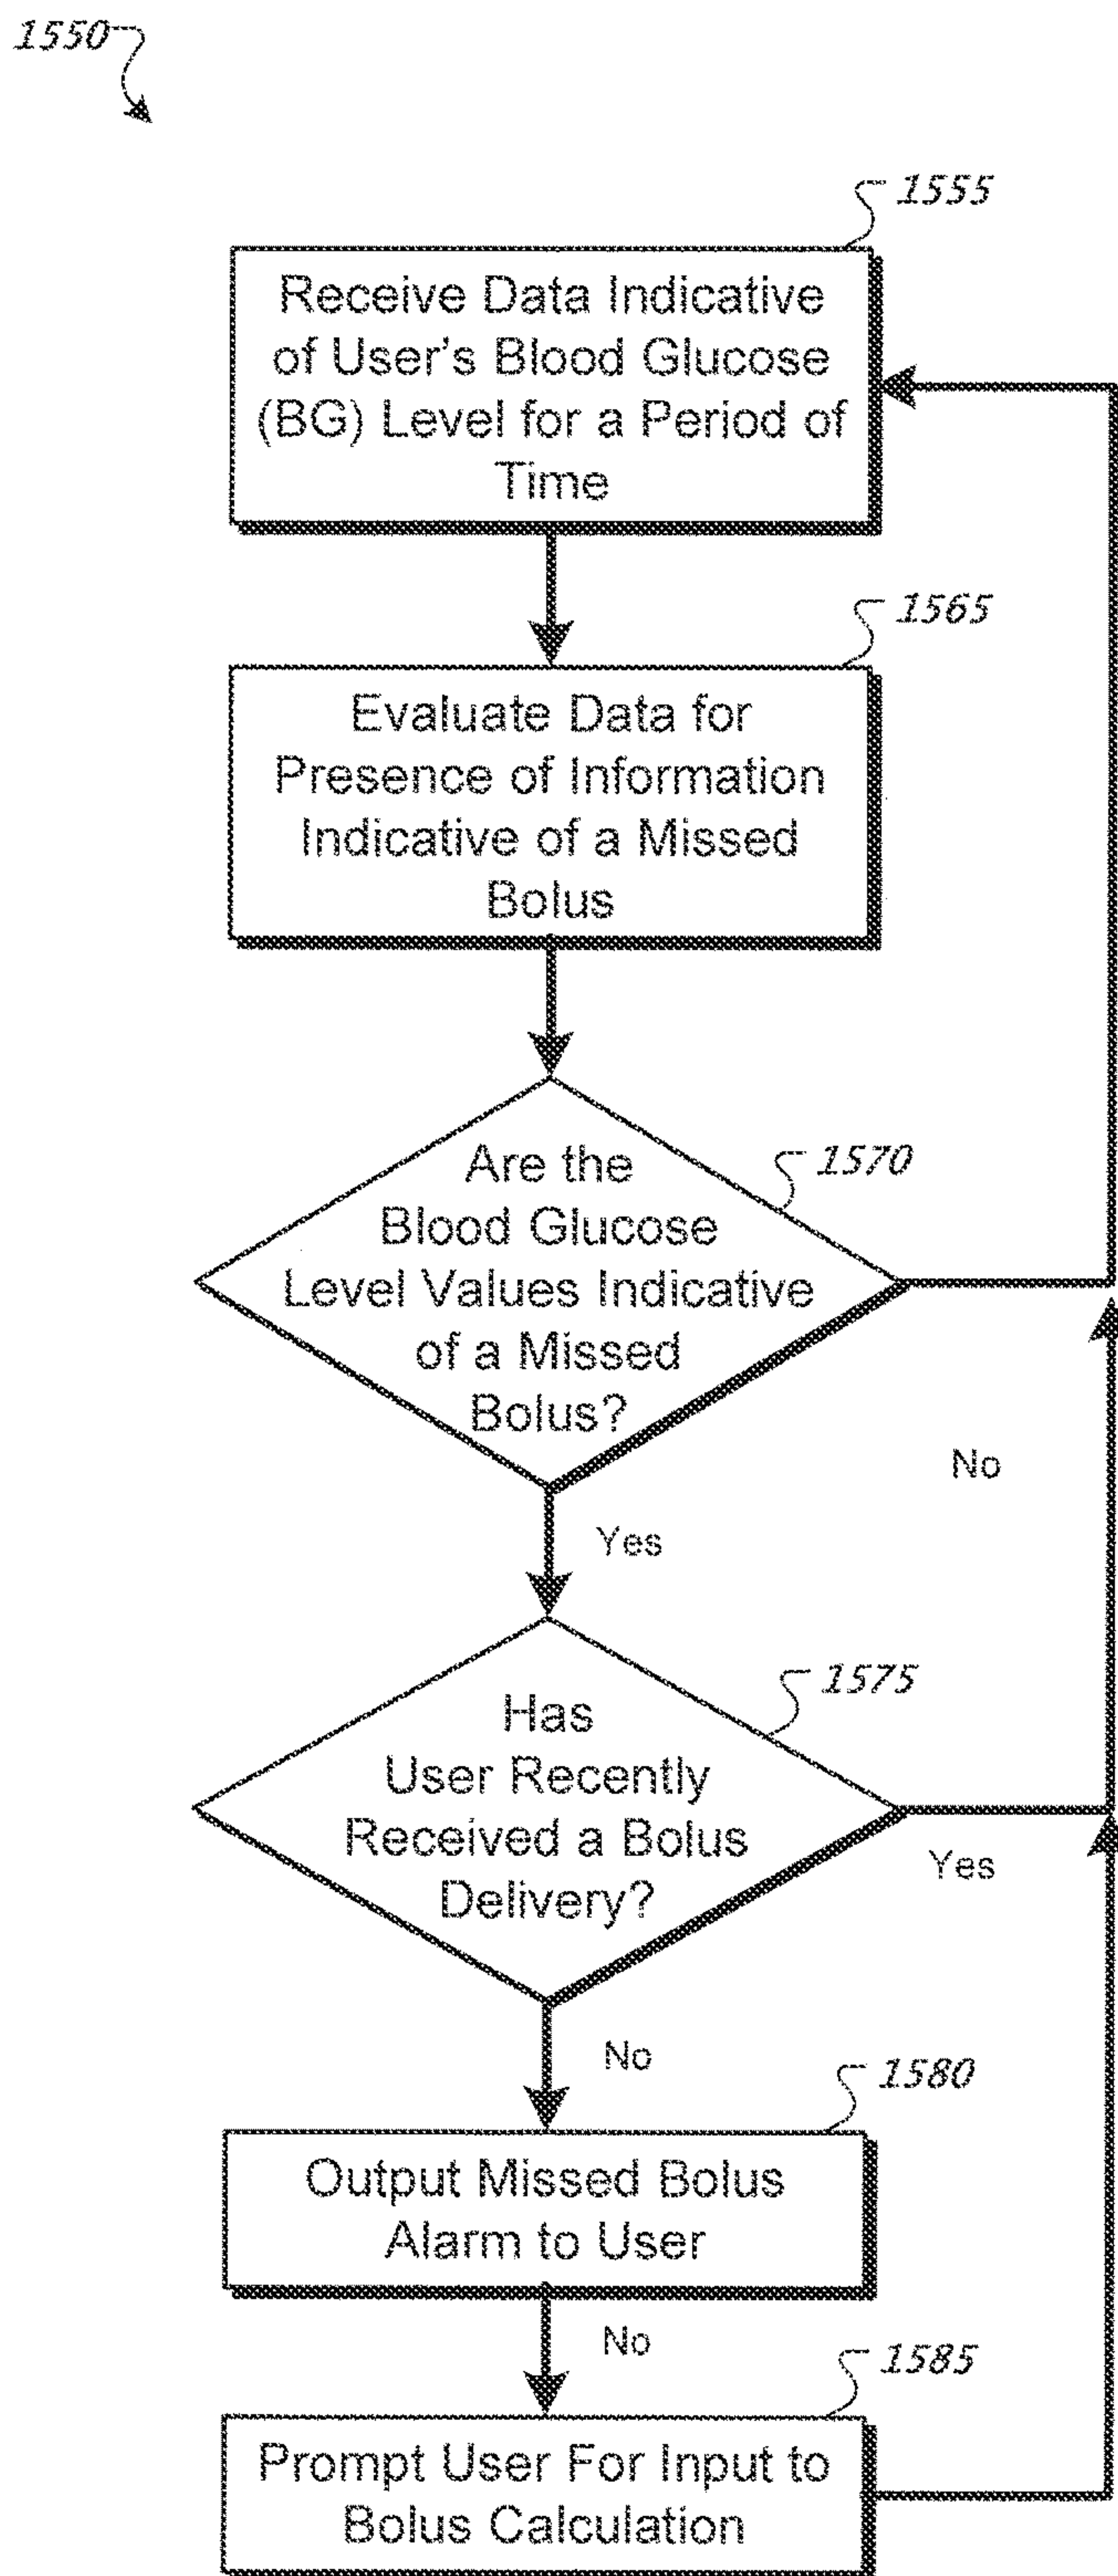 1550
1555
Receive Data Indicative
of User's Blood Glucose
(BG) Level for a Period of
Time
1565
Evaluate Data for
Presence of Information
Indicative of a Missed
Bolus
1570
Are the
Blood Glucose
Level Values Indicative
of a Missed
Bolus?
No
Yes
1575
Has
User Recently
Received a Bolus
Delivery?
Yes
No
1580
Output Missed Bolus
Alarm to User
No
1585
Prompt User For Input to
Bolus Calculation